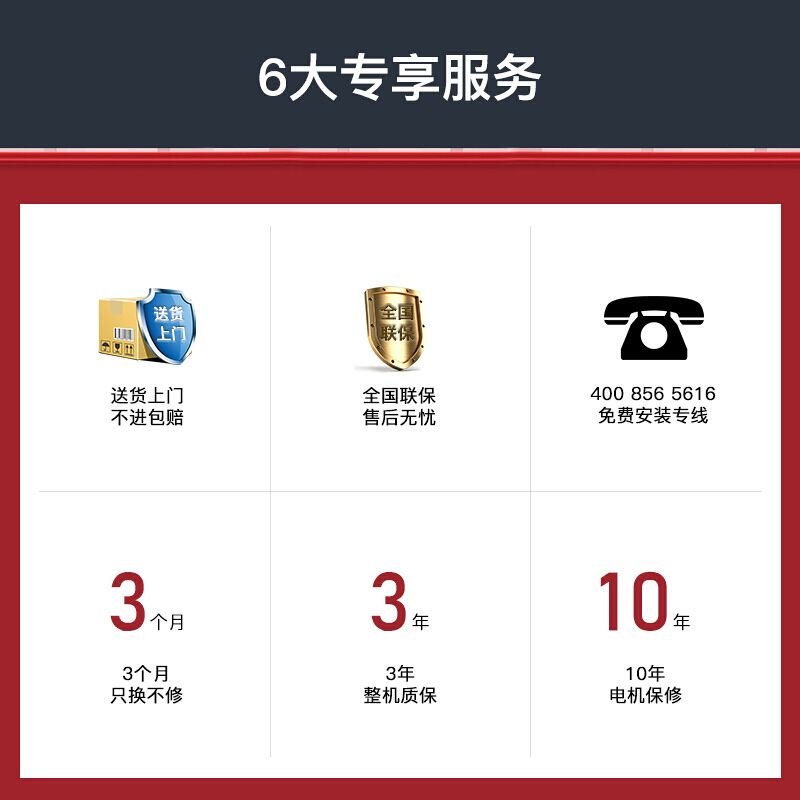 6大专享服务
送货
上门
送货上门
不进包赔
全国
联保
全国联保
售后无忧
400 856 5616
免费安装专线
3个月
3个月
只换不修
3年
3年
整机质保
10年
10年
电机保修